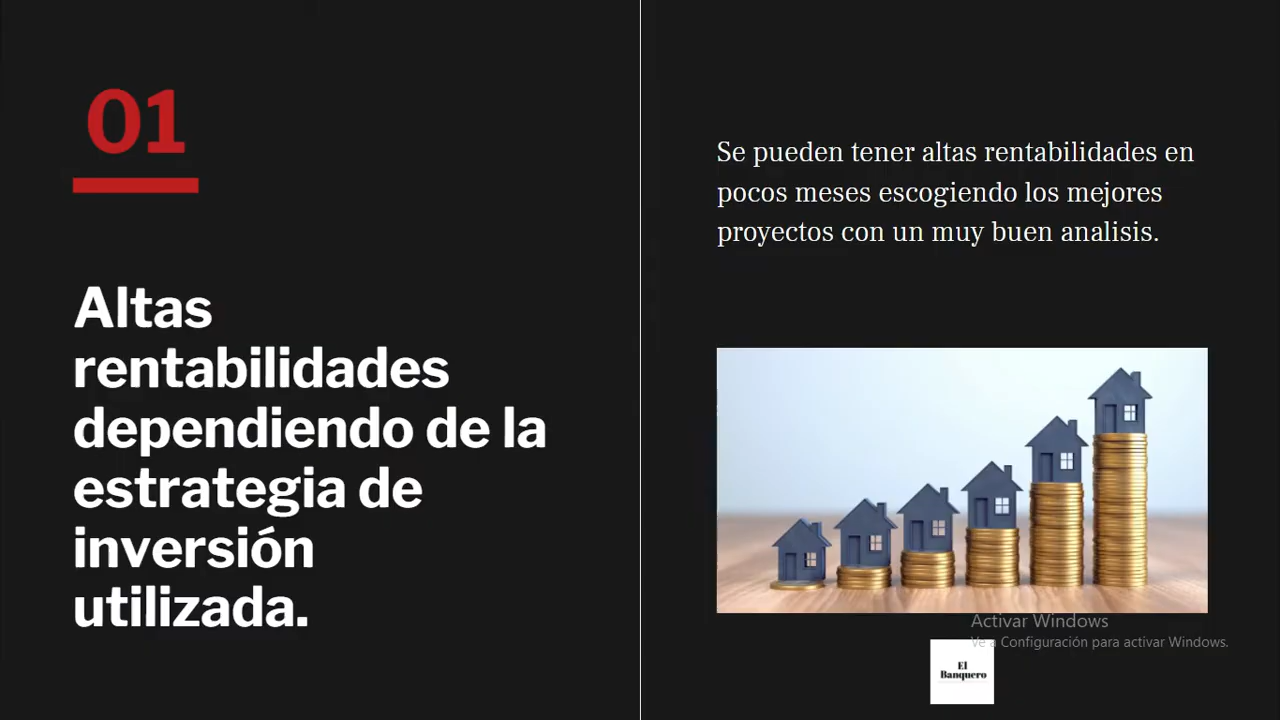 01
Altas
rentabilidades
dependiendo de la
estrategia de
inversión
utilizada.
Se pueden tener altas rentabilidades en
pocos meses escogiendo los mejores
proyectos con un muy buen analisis.
Activar Windows
Ve a Configuración para activar Windows.
El
Banquero